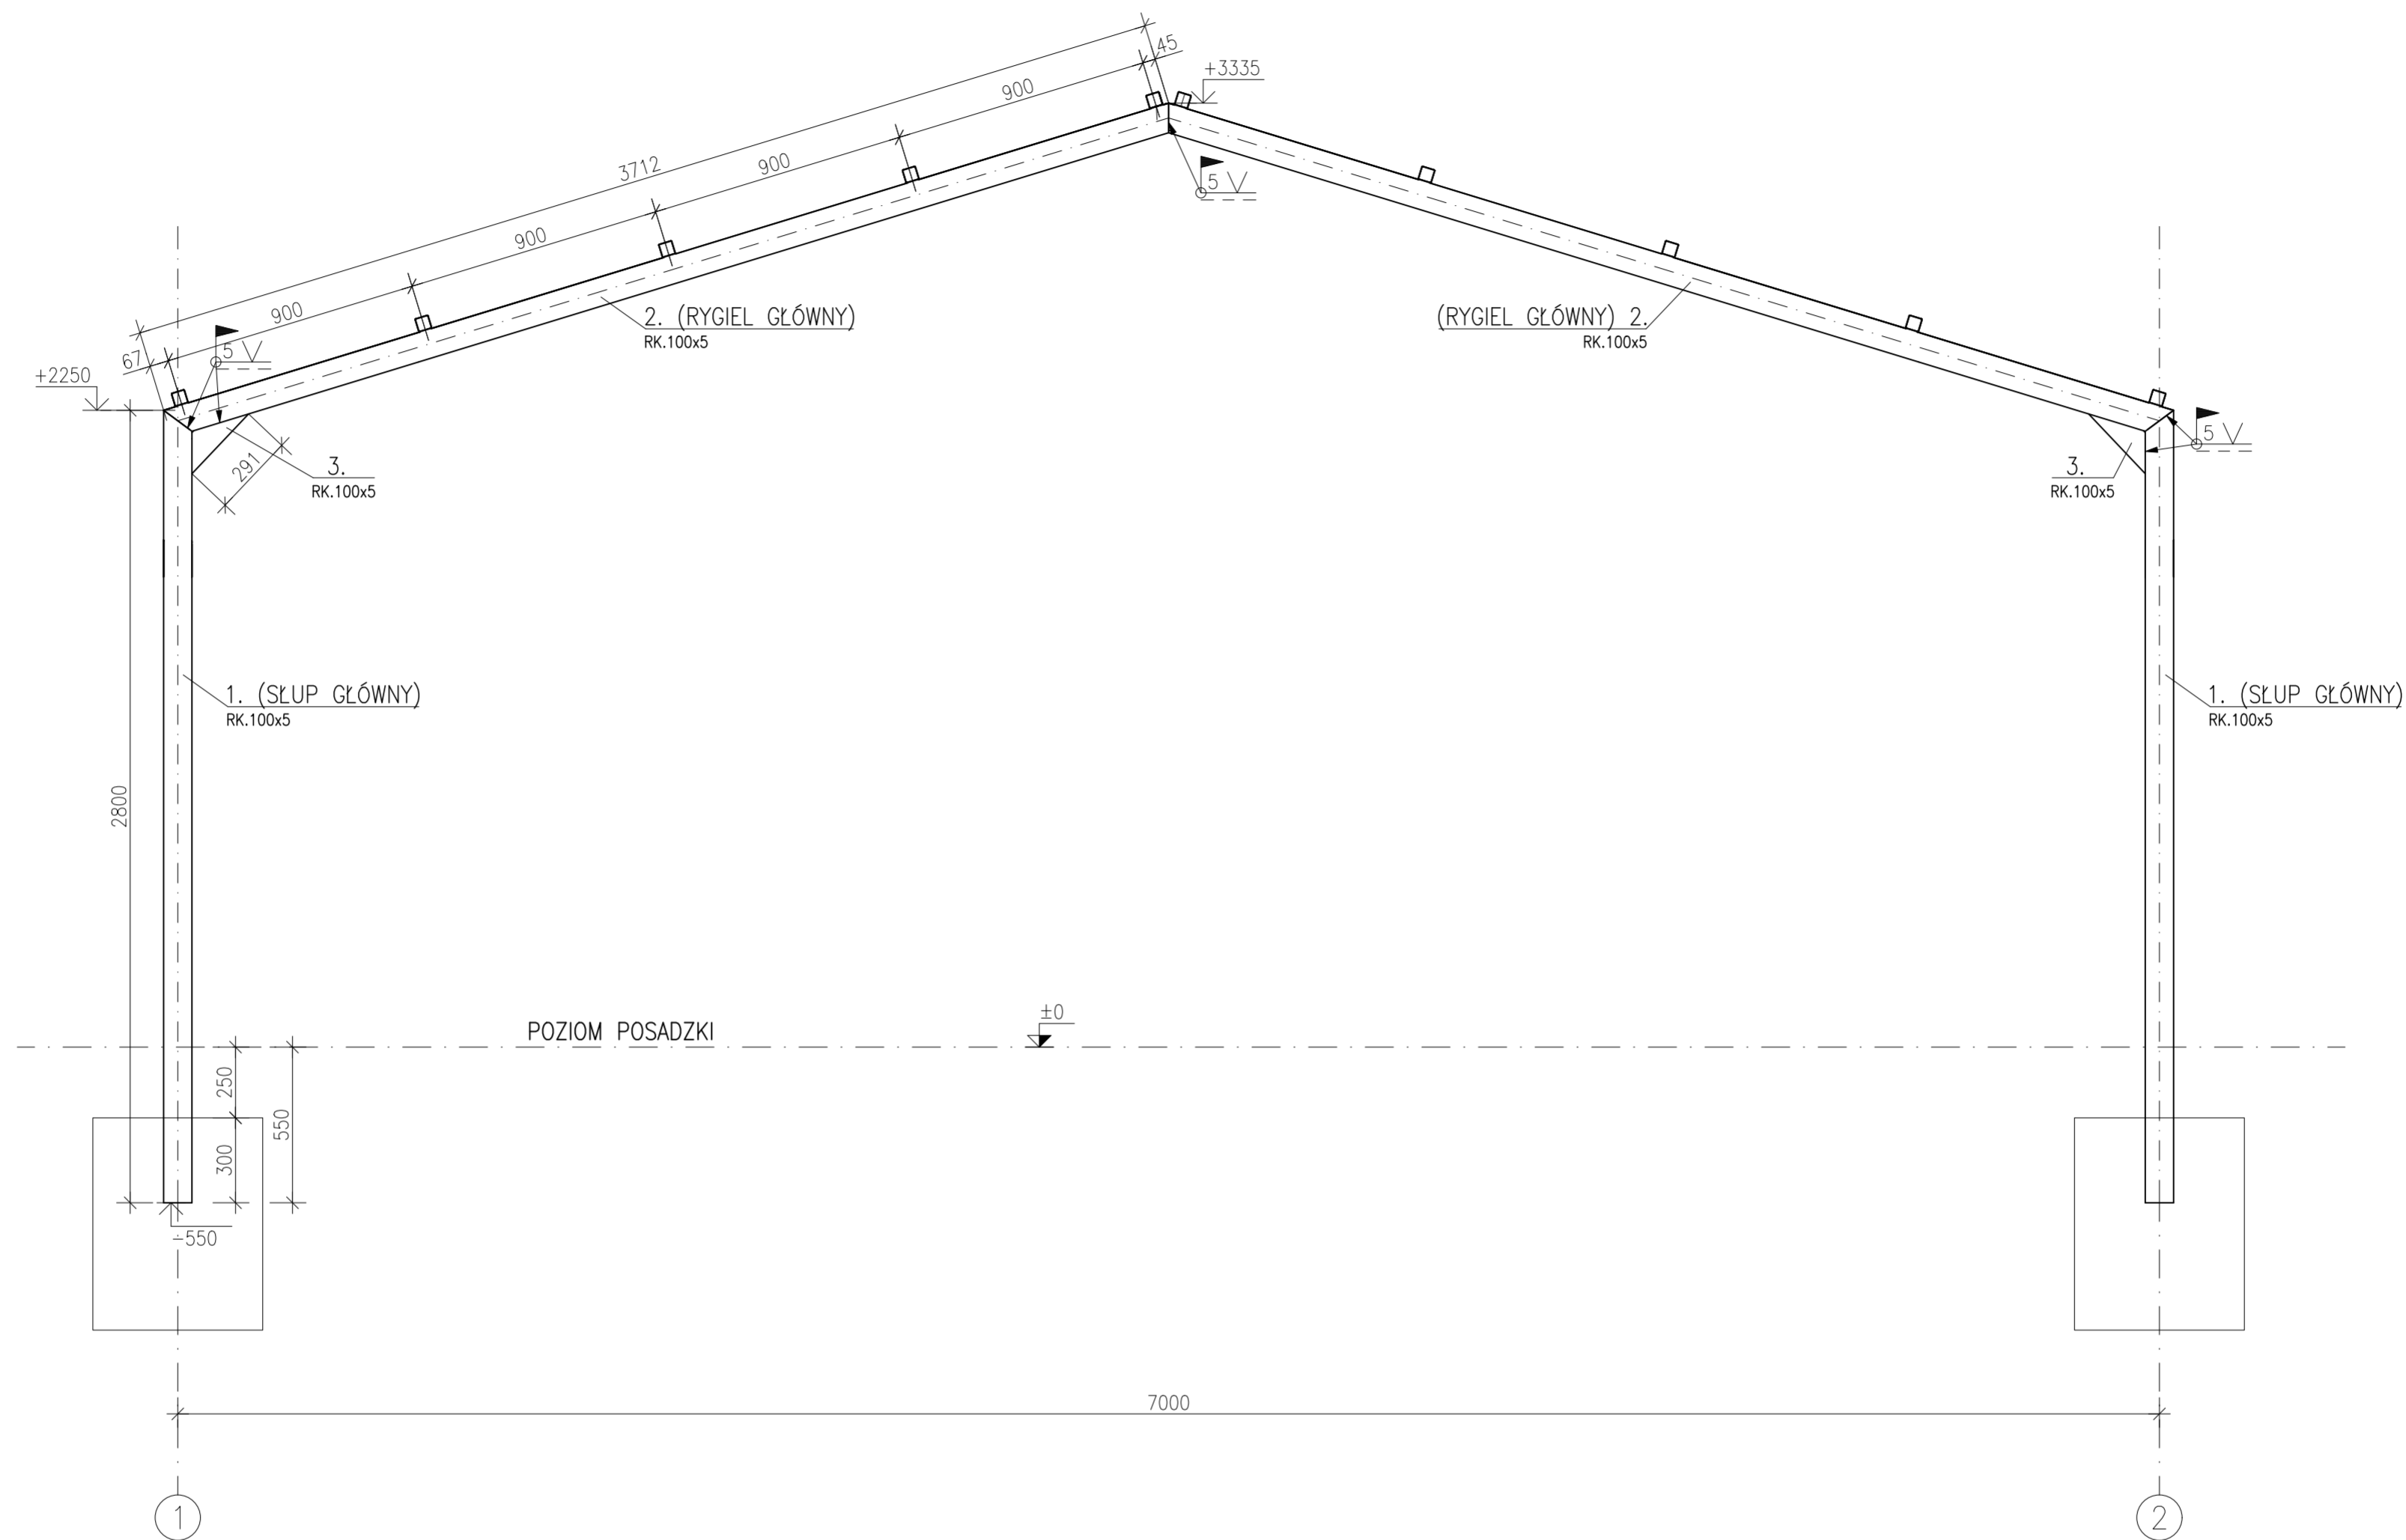 45
+3335
900
3712
900
5
900
900
2. (RYGIEL GŁÓWNY)
RK.100x5
(RYGIEL GŁÓWNY) 2.
RK.100x5
67
5
+2250
5
291
3.
RK.100x5
3.
RK.100x5
1. (SŁUP GŁÓWNY)
RK.100x5
1. (SŁUP GŁÓWNY)
RK.100x5
2800
POZIOM POSADZKI
±0
250
550
300
-550
7000
1
2